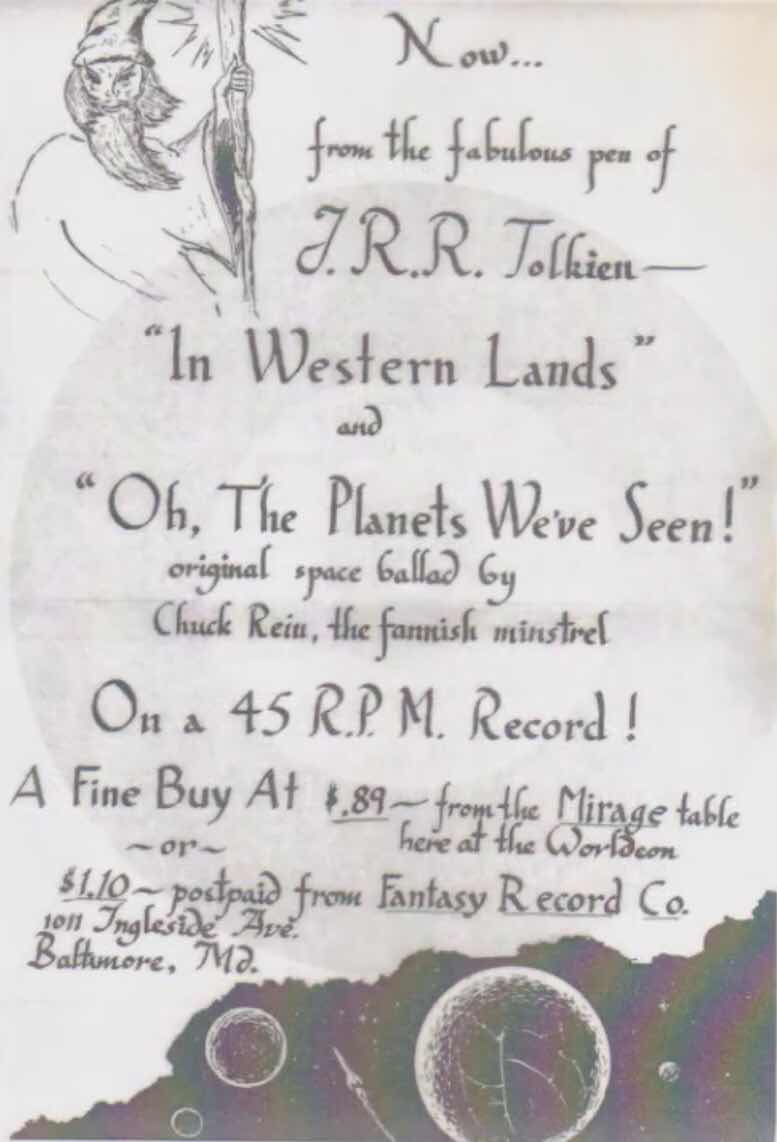 Now...
from the fabulous pen of
J.R.R. Tolkien—
"In Western Lands"
and
"Oh, The Planets We've Seen!"
original space ballad by
Chuck Rein, the fannish minstrel
On a 45 R.P.M. Record!
A Fine Buy At $.89 ~ from the Mirage table
here at the Worldcon
~or~
$1.10 ~ postpaid from Fantasy Record Co.
1011 Ingleside Ave.
Baltimore, Md.